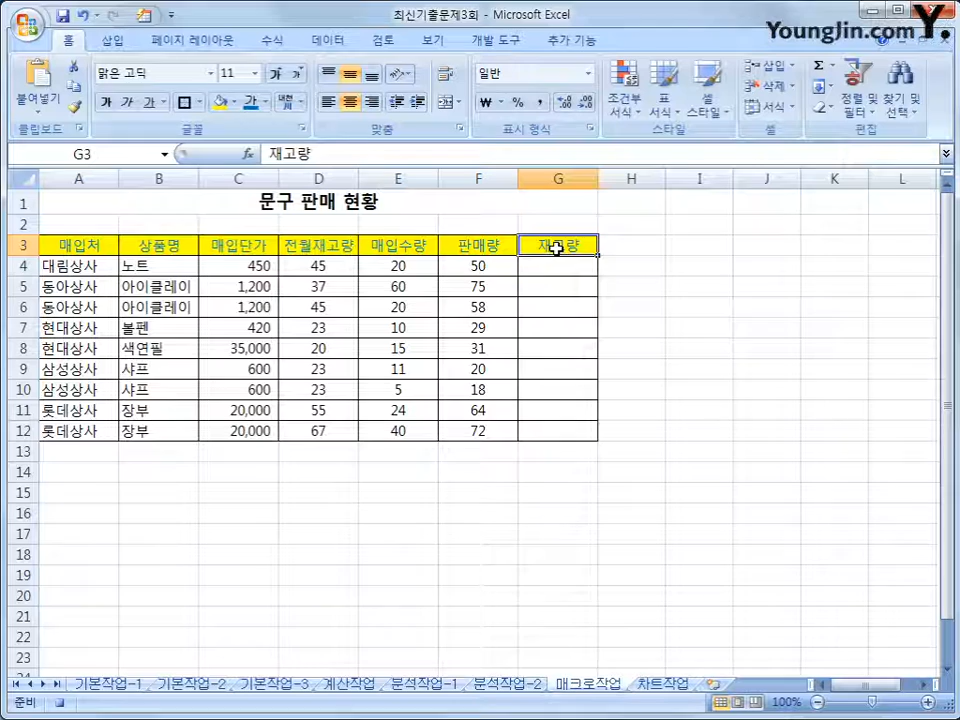 최신기출문제3회 - Microsoft Excel
YoungJin.com Y.
홈 삽입 페이지 레이아웃 수식 데이터 검토 보기 개발 도구 추가 기능
붙여넣기
맑은 고딕 11 가 가
가 가 가
일반
₩ % ,
조건부 서식 표 서식 셀 스타일
삽입
삭제
서식
Σ
정렬 및 필터 찾기 및 선택
클립보드 글꼴 맞춤 표시 형식 스타일 셀 편집
G3 fx 재고량
A B C D E F G H I J K L
1 문구 판매 현황
2
3 매입처 상품명 매입단가 전월재고량 매입수량 판매량 재고량
4 대림상사 노트 450 45 20 50
5 동아상사 아이클레이 1,200 37 60 75
6 동아상사 아이클레이 1,200 45 20 58
7 현대상사 볼펜 420 23 10 29
8 현대상사 색연필 35,000 20 15 31
9 삼성상사 샤프 600 23 11 20
10 삼성상사 샤프 600 23 5 18
11 롯데상사 장부 20,000 55 24 64
12 롯데상사 장부 20,000 67 40 72
13
14
15
16
17
18
19
20
21
22
23
기본작업-1 기본작업-2 기본작업-3 계산작업 분석작업-1 분석작업-2 매크로작업 차트작업
준비 100%